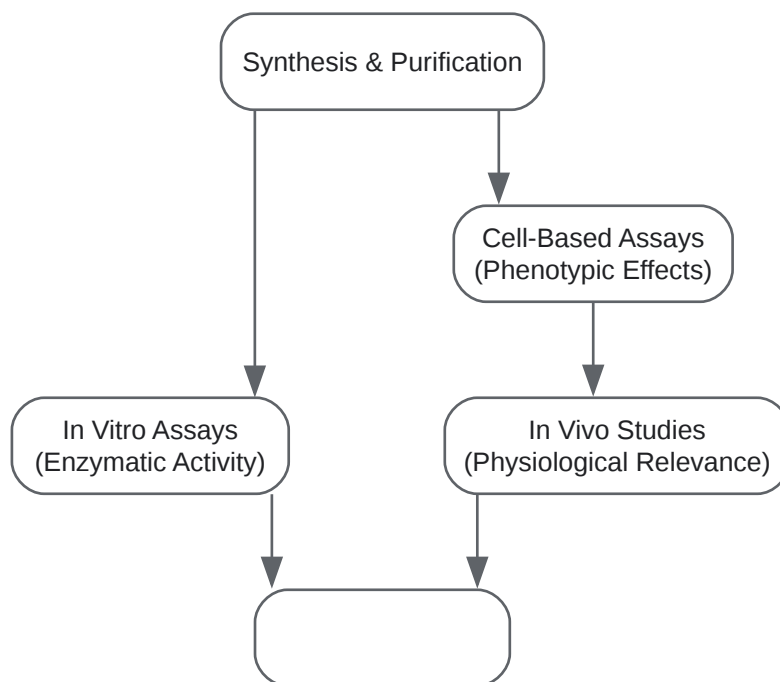 Synthesis & Purification
Cell-Based Assays
(Phenotypic Effects)
In Vitro Assays
(Enzymatic Activity)
In Vivo Studies
(Physiological Relevance)